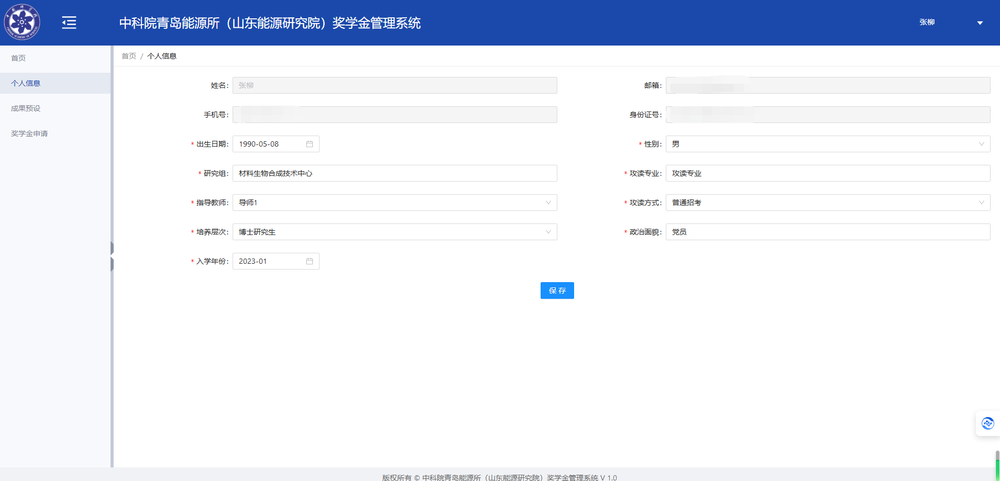 中科院青岛能源所（山东能源研究院）奖学金管理系统
张柳
首页
个人信息
成果预设
奖学金申请
首页 / 个人信息
姓名: 张柳
邮箱:
手机号:
身份证号:
* 出生日期: 1990-05-08
* 性别: 男
* 研究组: 材料生物合成技术中心
* 攻读专业: 攻读专业
* 指导教师: 导师1
* 攻读方式: 普通招考
* 培养层次: 博士研究生
* 政治面貌: 党员
* 入学年份: 2023-01
保 存
版权所有 © 中科院青岛能源所（山东能源研究院）奖学金管理系统 V 1.0